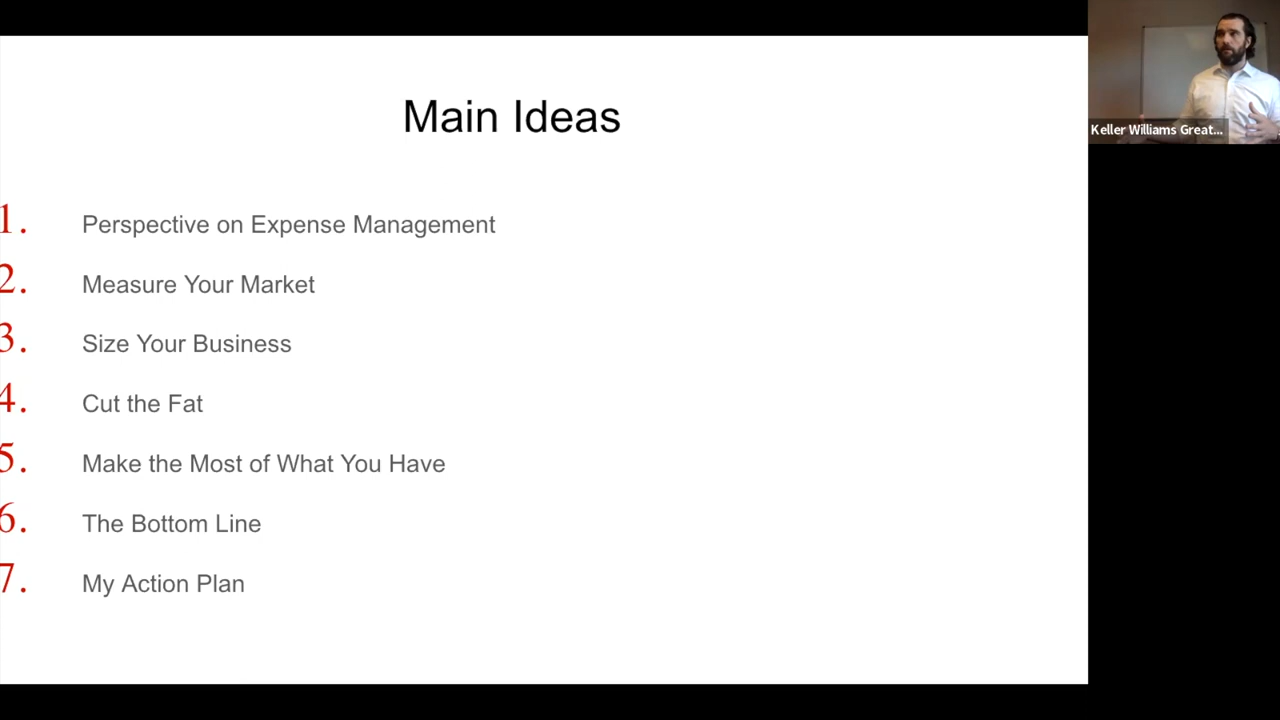 Main Ideas
Keller Williams Great...
1. Perspective on Expense Management
2. Measure Your Market
3. Size Your Business
4. Cut the Fat
5. Make the Most of What You Have
6. The Bottom Line
7. My Action Plan